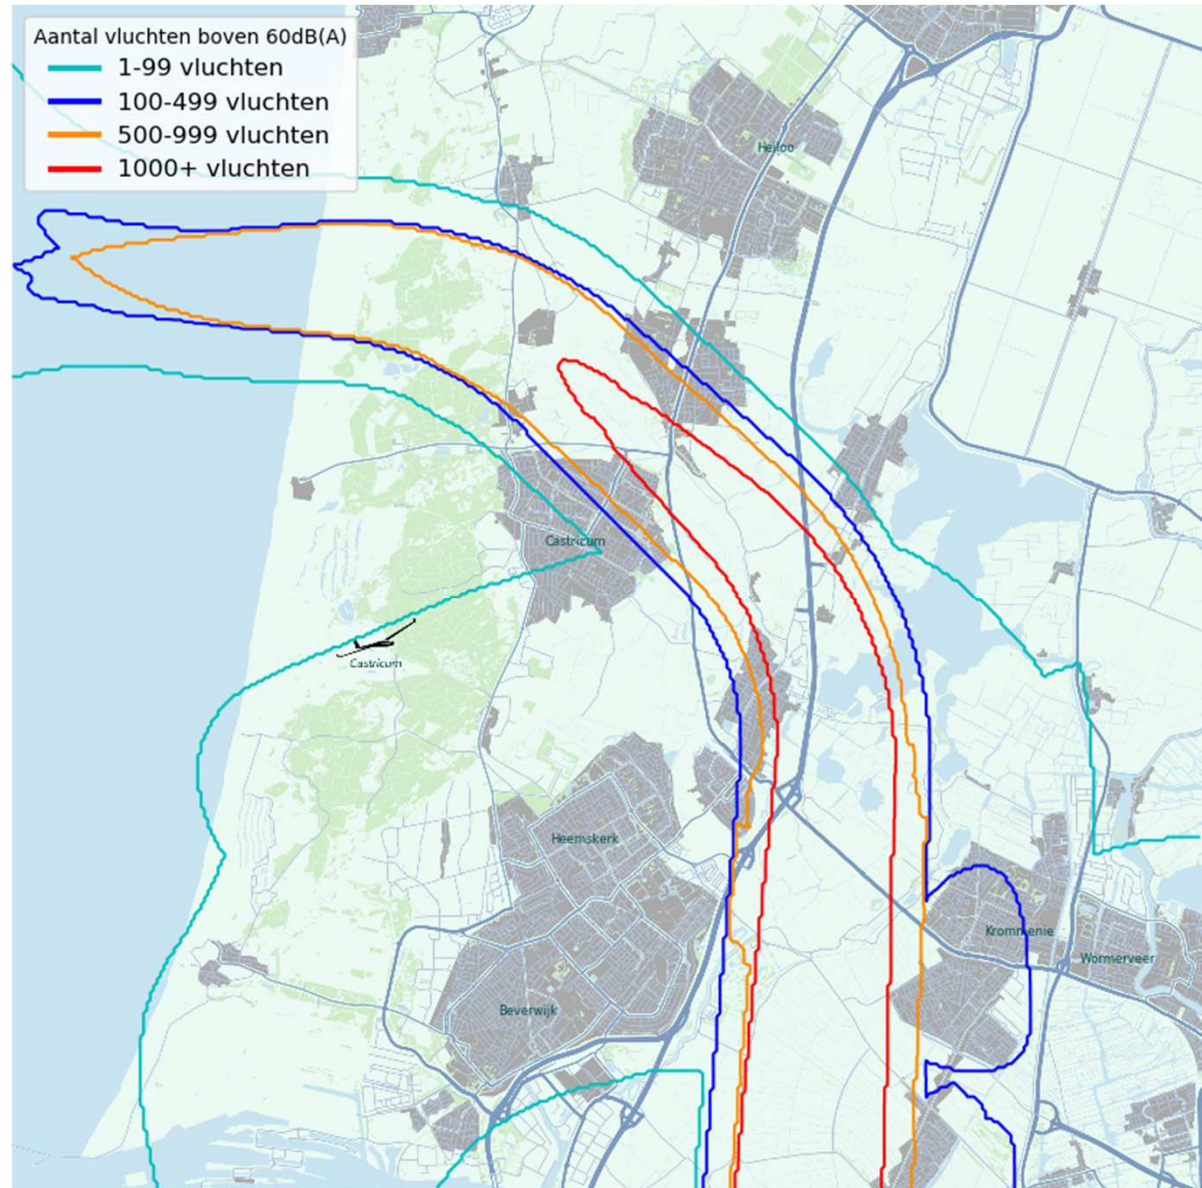 Aantal vluchten boven 60dB(A)
1-99 vluchten
100-499 vluchten
500-999 vluchten
1000+ vluchten
Heiloo
Castricum
Castricum
Heemskerk
Krommenie
Wormerveer
Beverwijk